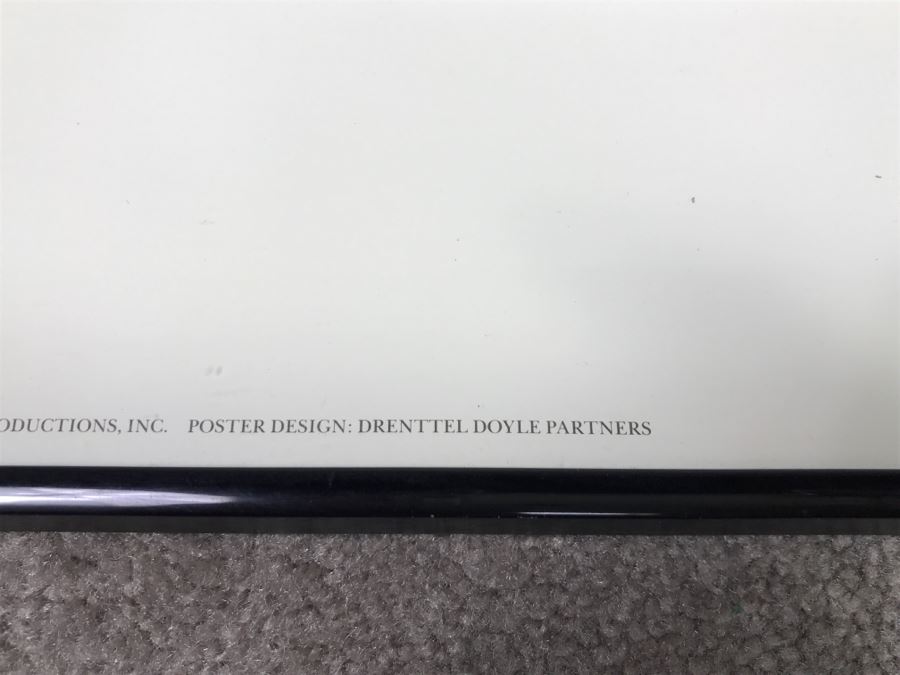 ODUCTIONS, INC. POSTER DESIGN: DRENTTEL DOYLE PARTNERS